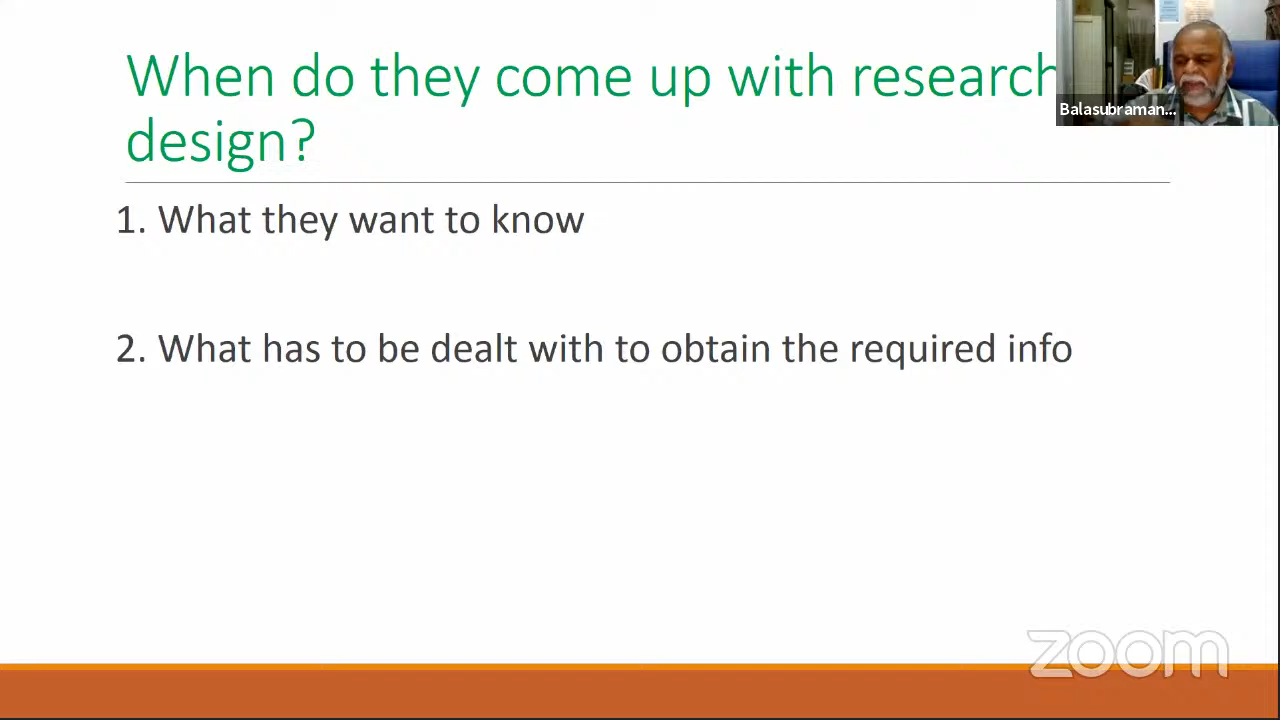 When do they come up with research
design?
Balasubraman...
1. What they want to know
2. What has to be dealt with to obtain the required info
zoom